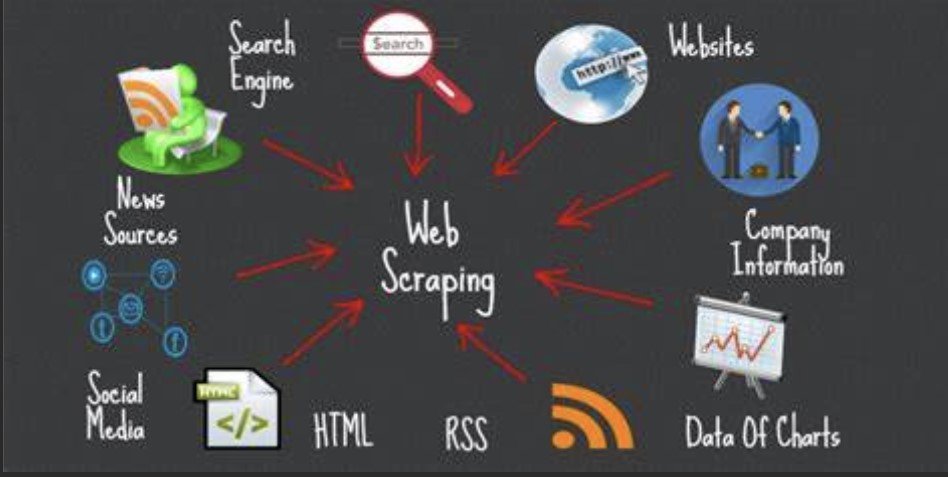 Search
Engine
Search
http://www
Websites
News
Sources
Web
Scraping
Company
Information
Social
Media
HTML
HTML
</>
RSS
Data Of Charts